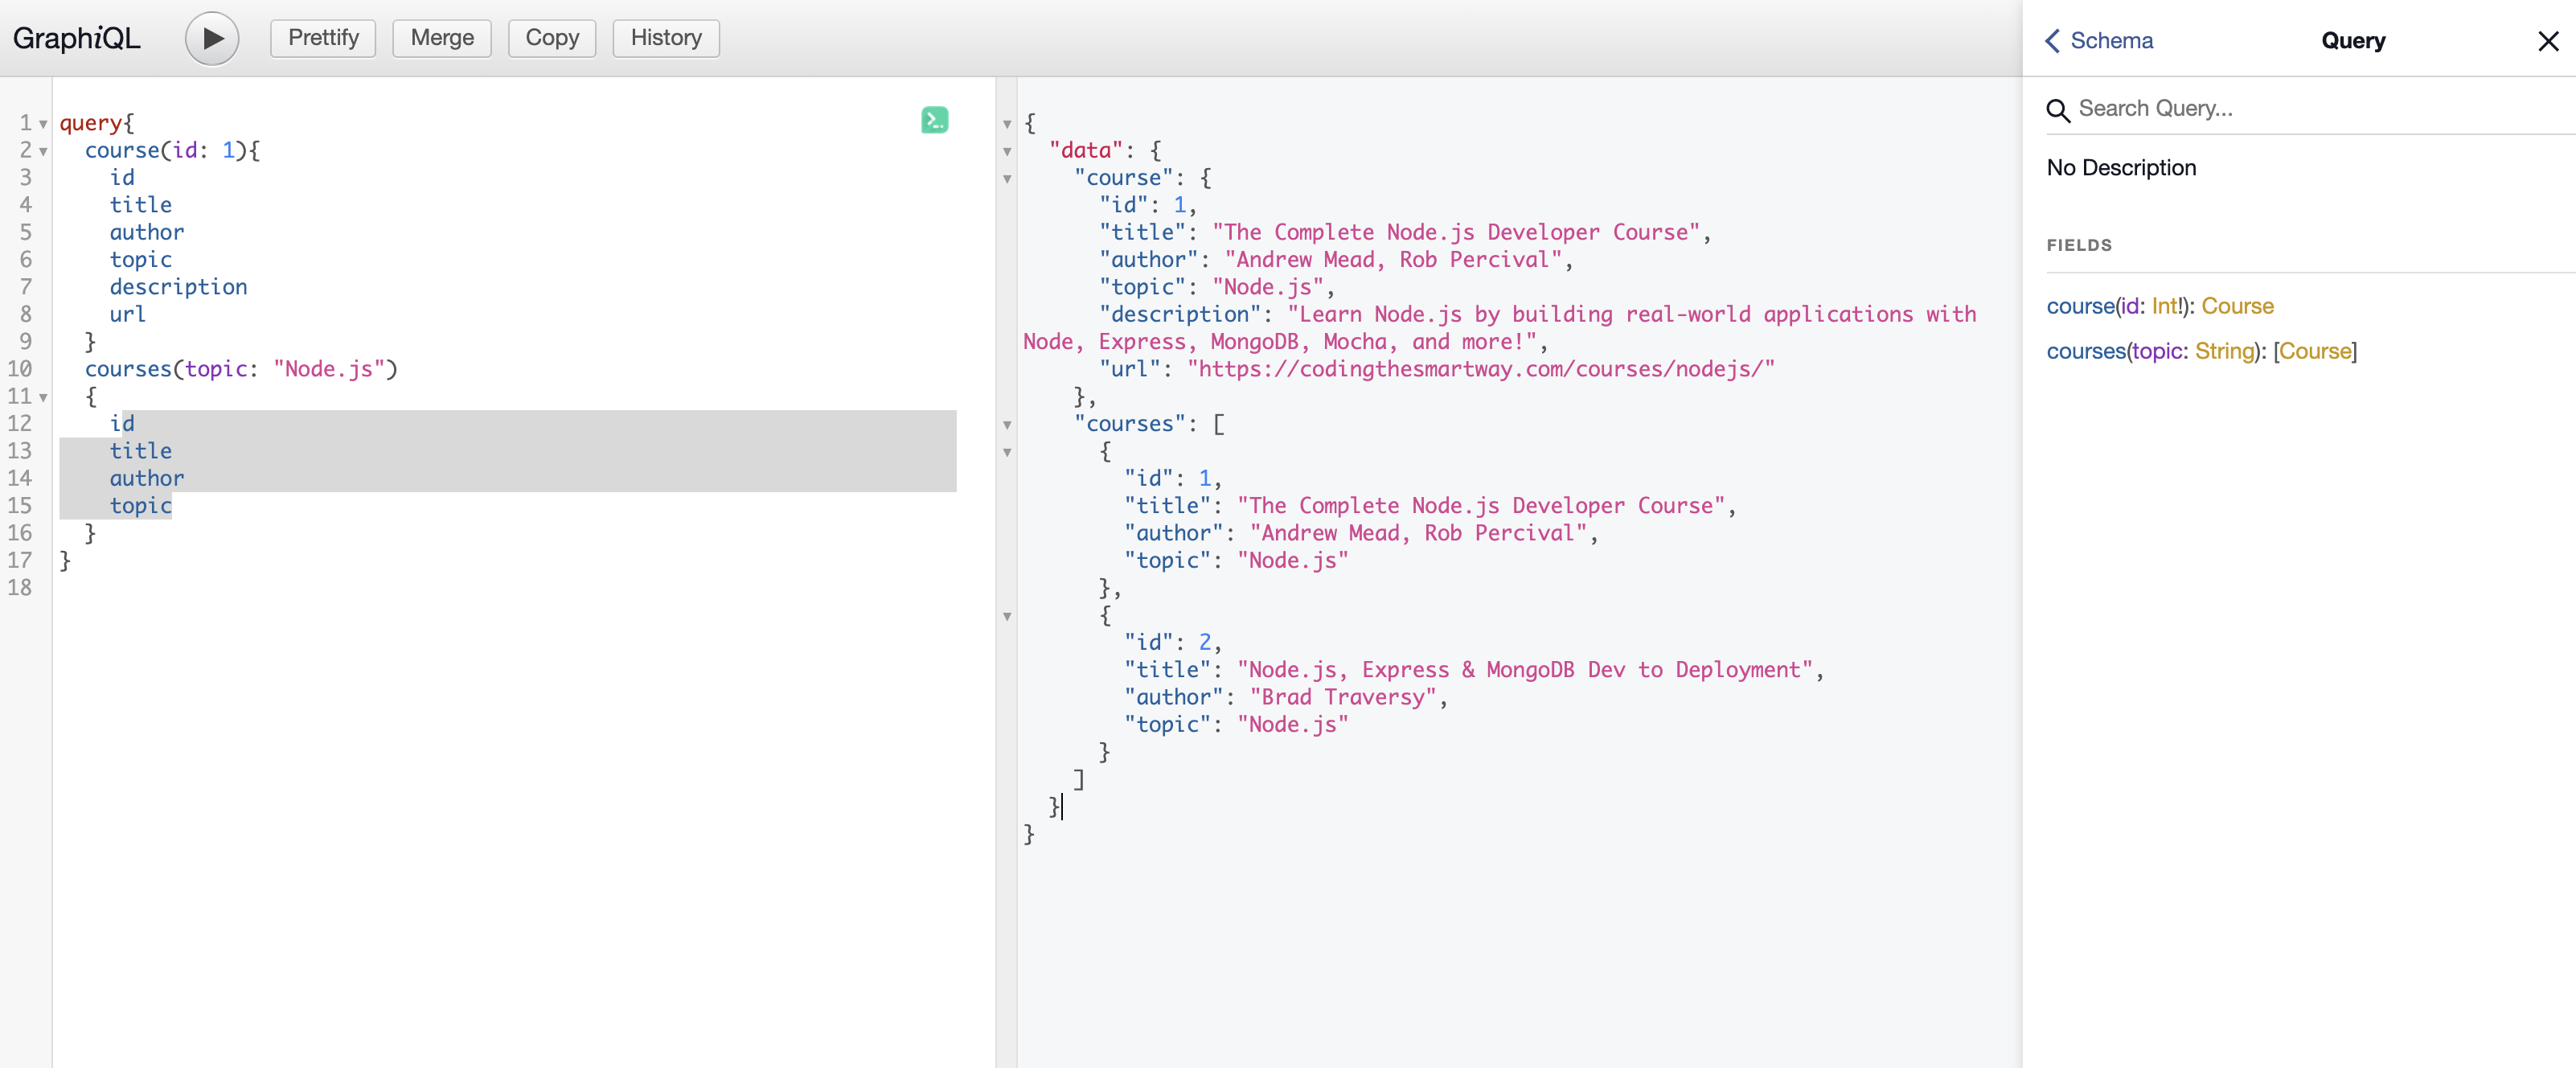 GraphiQL Prettify Merge Copy History
1 query{
2 course(id: 1){
3 id
4 title
5 author
6 topic
7 description
8 url
9 }
10 courses(topic: "Node.js")
11 {
12 id
13 title
14 author
15 topic
16 }
17 }
18
{
"data": {
"course": {
"id": 1,
"title": "The Complete Node.js Developer Course",
"author": "Andrew Mead, Rob Percival",
"topic": "Node.js",
"description": "Learn Node.js by building real-world applications with
Node, Express, MongoDB, Mocha, and more!",
"url": "https://codingthesmartway.com/courses/nodejs/"
},
"courses": [
{
"id": 1,
"title": "The Complete Node.js Developer Course",
"author": "Andrew Mead, Rob Percival",
"topic": "Node.js"
},
{
"id": 2,
"title": "Node.js, Express & MongoDB Dev to Deployment",
"author": "Brad Traversy",
"topic": "Node.js"
}
]
}
}
Schema Query
Search Query...
No Description
FIELDS
course(id: Int!): Course
courses(topic: String): [Course]